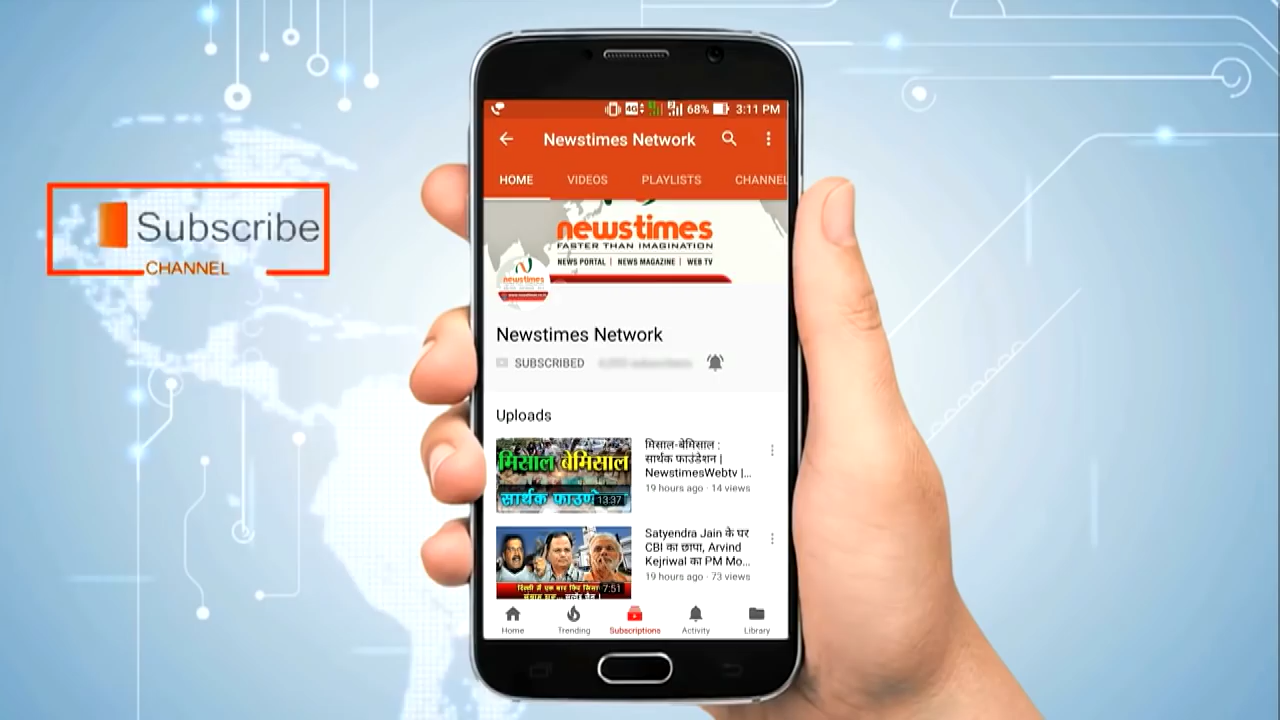 Subscribe
CHANNEL
4G
68%
3:11 PM
Newstimes Network
HOME
VIDEOS
PLAYLISTS
CHANNEL
newstimes
FASTER THAN IMAGINATION
NEWS PORTAL | NEWS MAGAZINE | WEB TV
newstimes
Newstimes Network
SUBSCRIBED
Uploads
मिसाल बेमिसाल
13:37
मिसाल-बेमिसाल :
सार्थक फाउंडेशन |
NewstimesWebtv |...
19 hours ago · 14 views
7:51
Satyendra Jain के घर
CBI का छापा, Arvind
Kejriwal का PM Mo...
19 hours ago · 73 views
Home
Trending
Subscriptions
Activity
Library